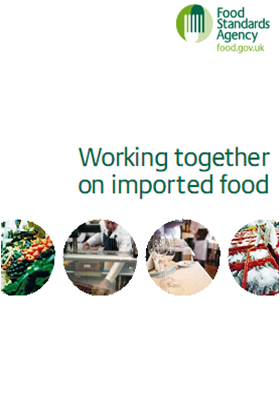 Food
Standards
Agency
food.gov.uk
Working together
on imported food